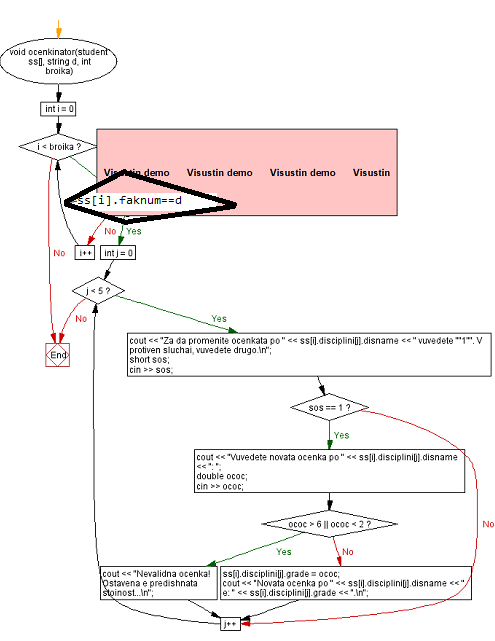 void ocenkinator(student
ss[], string d, int
broika)
int i = 0
i < broika ?
Visustin demo Visustin demo Visustin demo Visustin
ss[i].faknum==d
No Yes
i++
int j = 0
No
j < 5 ?
No
Yes
End
cout << "Za da promenite ocenkata po " << ss[i].disciplini[j].disname << " vuvedete ""1"". V
protiven sluchai, vuvedete drugo.\n";
short sos;
cin >> sos;
sos == 1 ?
Yes
cout << "Vuvedete novata ocenka po " << ss[i].disciplini[j].disname
<< ": ";
double ococ;
cin >> ococ;
ococ > 6 || ococ < 2 ?
No
Yes
No
cout << "Nevalidna ocenka!
Ostavena e predishnata
stoinost...\n";
ss[i].disciplini[j].grade = ococ;
cout << "Novata ocenka po " << ss[i].disciplini[j].disname << "
e: " << ss[i].disciplini[j].grade << ".\n";
j++